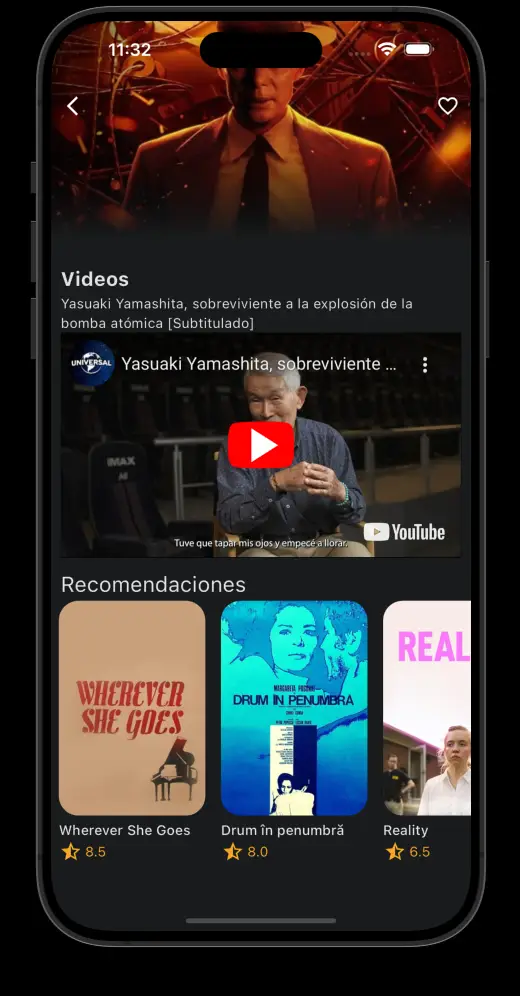 11:32
Videos
Yasuaki Yamashita, sobreviviente a la explosión de la
bomba atómica [Subtitulado]
UNIVERSAL
Yasuaki Yamashita, sobreviviente ...
IMAX
Tuve que tapar mis ojos y empecé a llorar.
YouTube
Recomendaciones
WHEREVER
SHE GOES
DRUM IN PENUMBRA
REAL
Wherever She Goes
Drum în penumbră
Reality
8.5
8.0
6.5